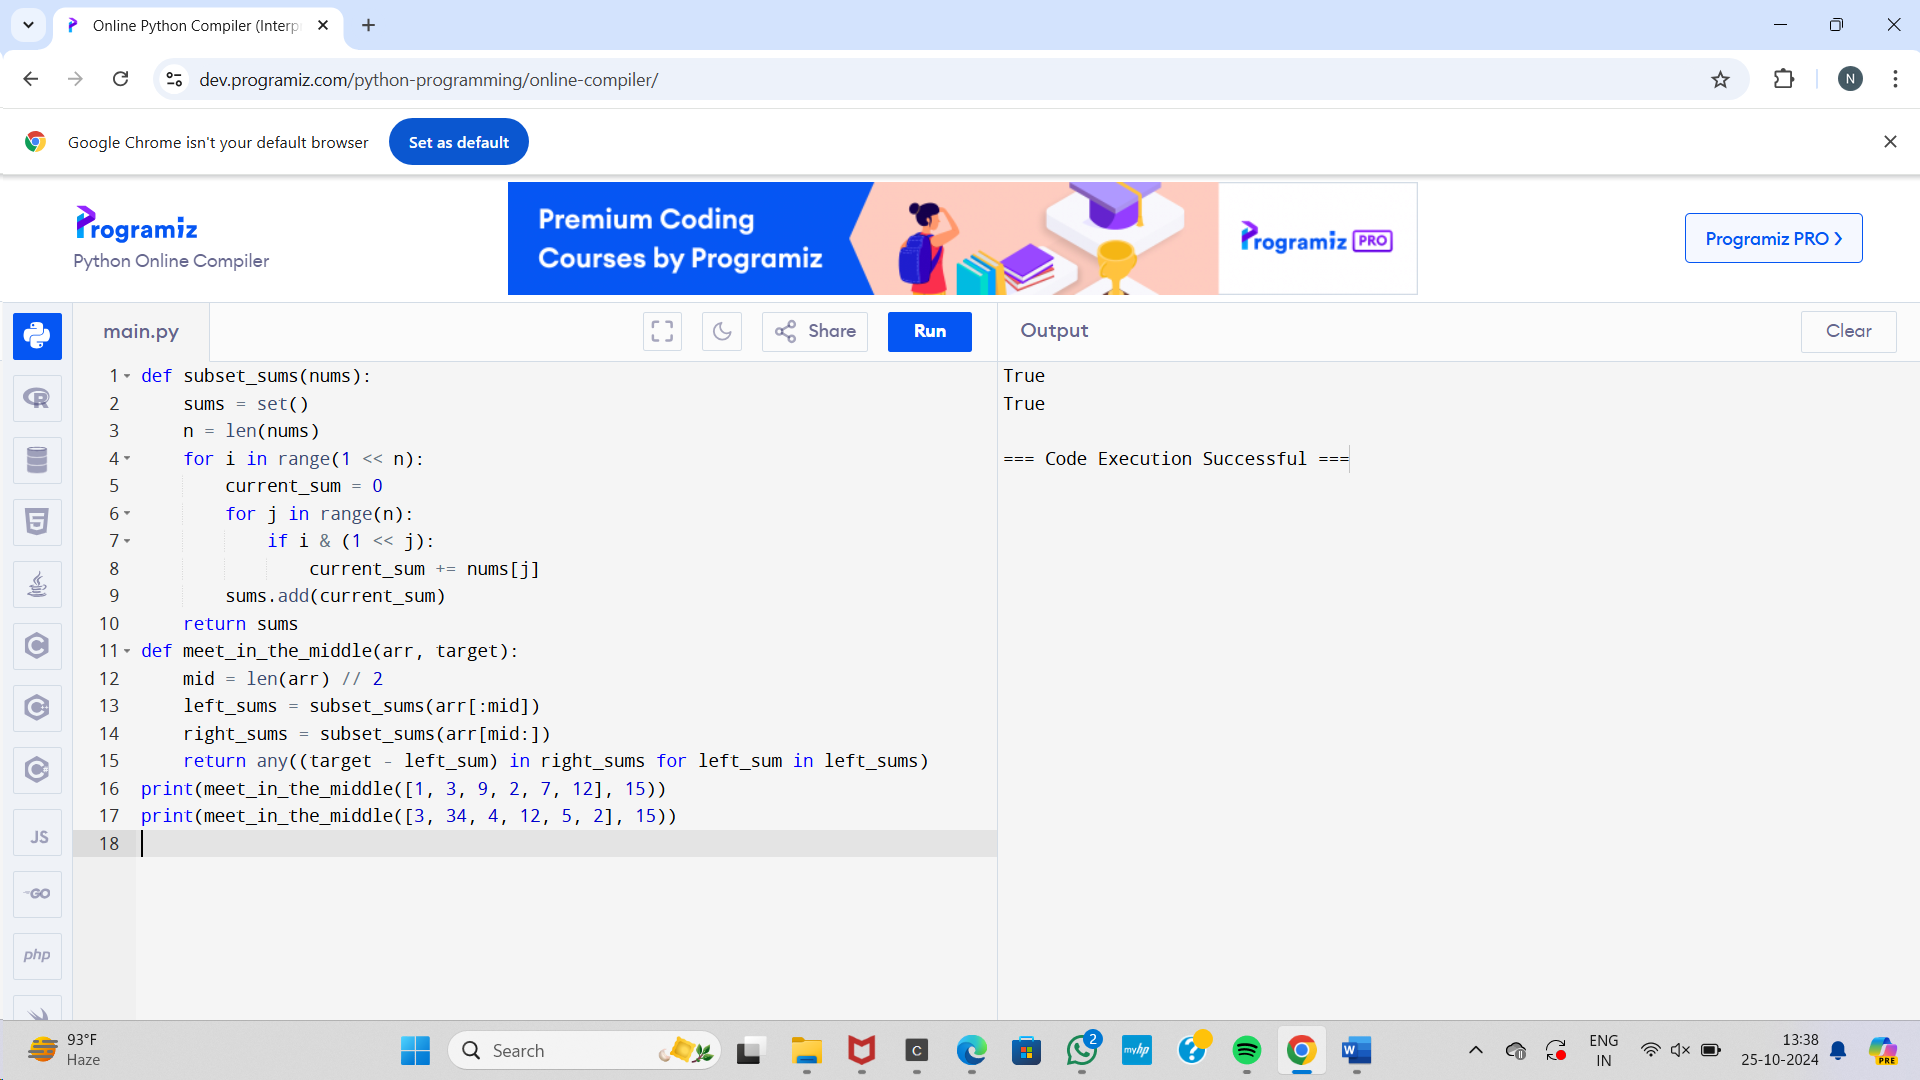 Online Python Compiler (Interp
dev.programiz.com/python-programming/online-compiler/
N
Google Chrome isn't your default browser
Set as default
Programiz
Python Online Compiler
Premium Coding
Courses by Programiz
Programiz PRO
Programiz PRO
main.py
Share
Run
Output
Clear
1 def subset_sums(nums):
2 sums = set()
3 n = len(nums)
4 for i in range(1 << n):
5 current_sum = 0
6 for j in range(n):
7 if i & (1 << j):
8 current_sum += nums[j]
9 sums.add(current_sum)
10 return sums
11 def meet_in_the_middle(arr, target):
12 mid = len(arr) // 2
13 left_sums = subset_sums(arr[:mid])
14 right_sums = subset_sums(arr[mid:])
15 return any((target - left_sum) in right_sums for left_sum in left_sums)
16 print(meet_in_the_middle([1, 3, 9, 2, 7, 12], 15))
17 print(meet_in_the_middle([3, 34, 4, 12, 5, 2], 15))
18
True
True
=== Code Execution Successful ===
R
5
C
C
C
JS
GO
php
93°F
Haze
Search
C
2
myhp
?
W
ENG
IN
13:38
25-10-2024
PRE